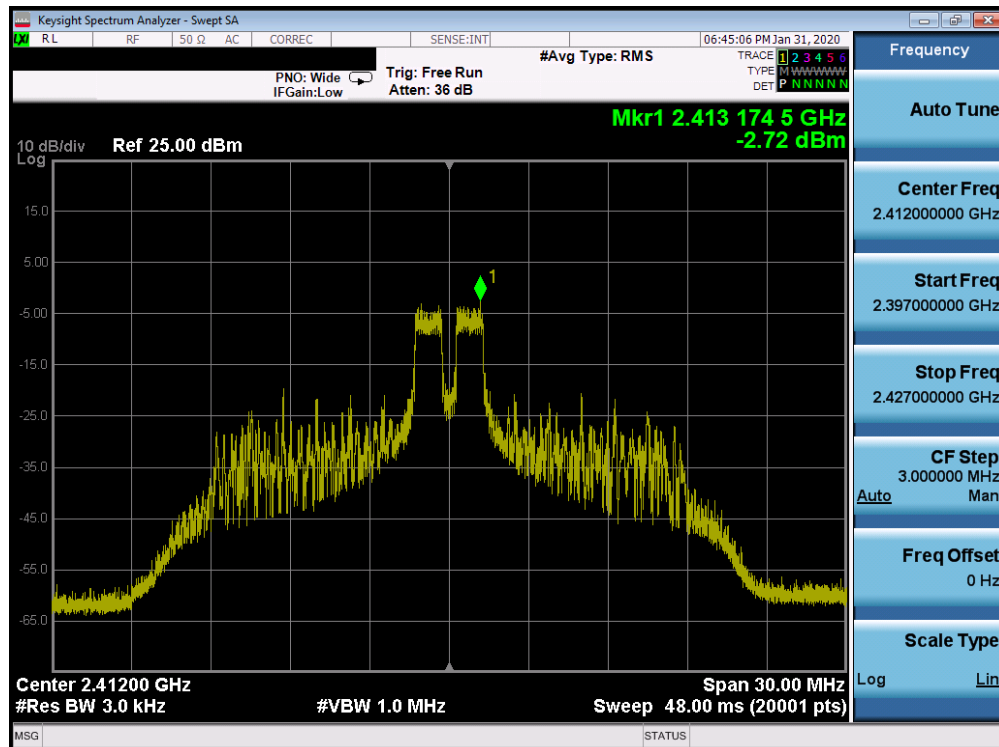 Keysight Spectrum Analyzer - Swept SA
LXI RL RF 50 Ω AC CORREC SENSE:INT 06:45:06 PM Jan 31, 2020
#Avg Type: RMS TRACE 1 2 3 4 5 6
PNO: Wide Trig: Free Run TYPE M WWWWW
IFGain:Low Atten: 36 dB DET P N N N N N
Mkr1 2.413 174 5 GHz
-2.72 dBm
10 dB/div Ref 25.00 dBm
Log
15.0
5.00
1
-5.00
-15.0
-25.0
-35.0
-45.0
-55.0
-65.0
Center 2.41200 GHz Span 30.00 MHz
#Res BW 3.0 kHz #VBW 1.0 MHz Sweep 48.00 ms (20001 pts)
MSG STATUS
Frequency
Auto Tune
Center Freq
2.412000000 GHz
Start Freq
2.397000000 GHz
Stop Freq
2.427000000 GHz
CF Step
3.000000 MHz
Auto Man
Freq Offset
0 Hz
Scale Type
Log Lin